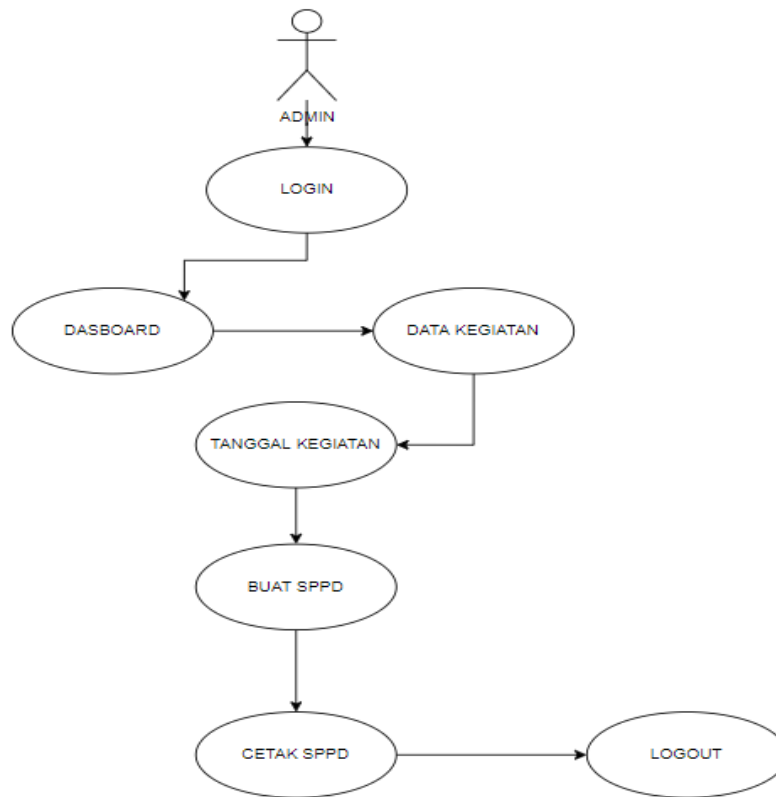 ADMIN
LOGIN
DASBOARD
DATA KEGIATAN
TANGGAL KEGIATAN
BUAT SPPD
CETAK SPPD
LOGOUT